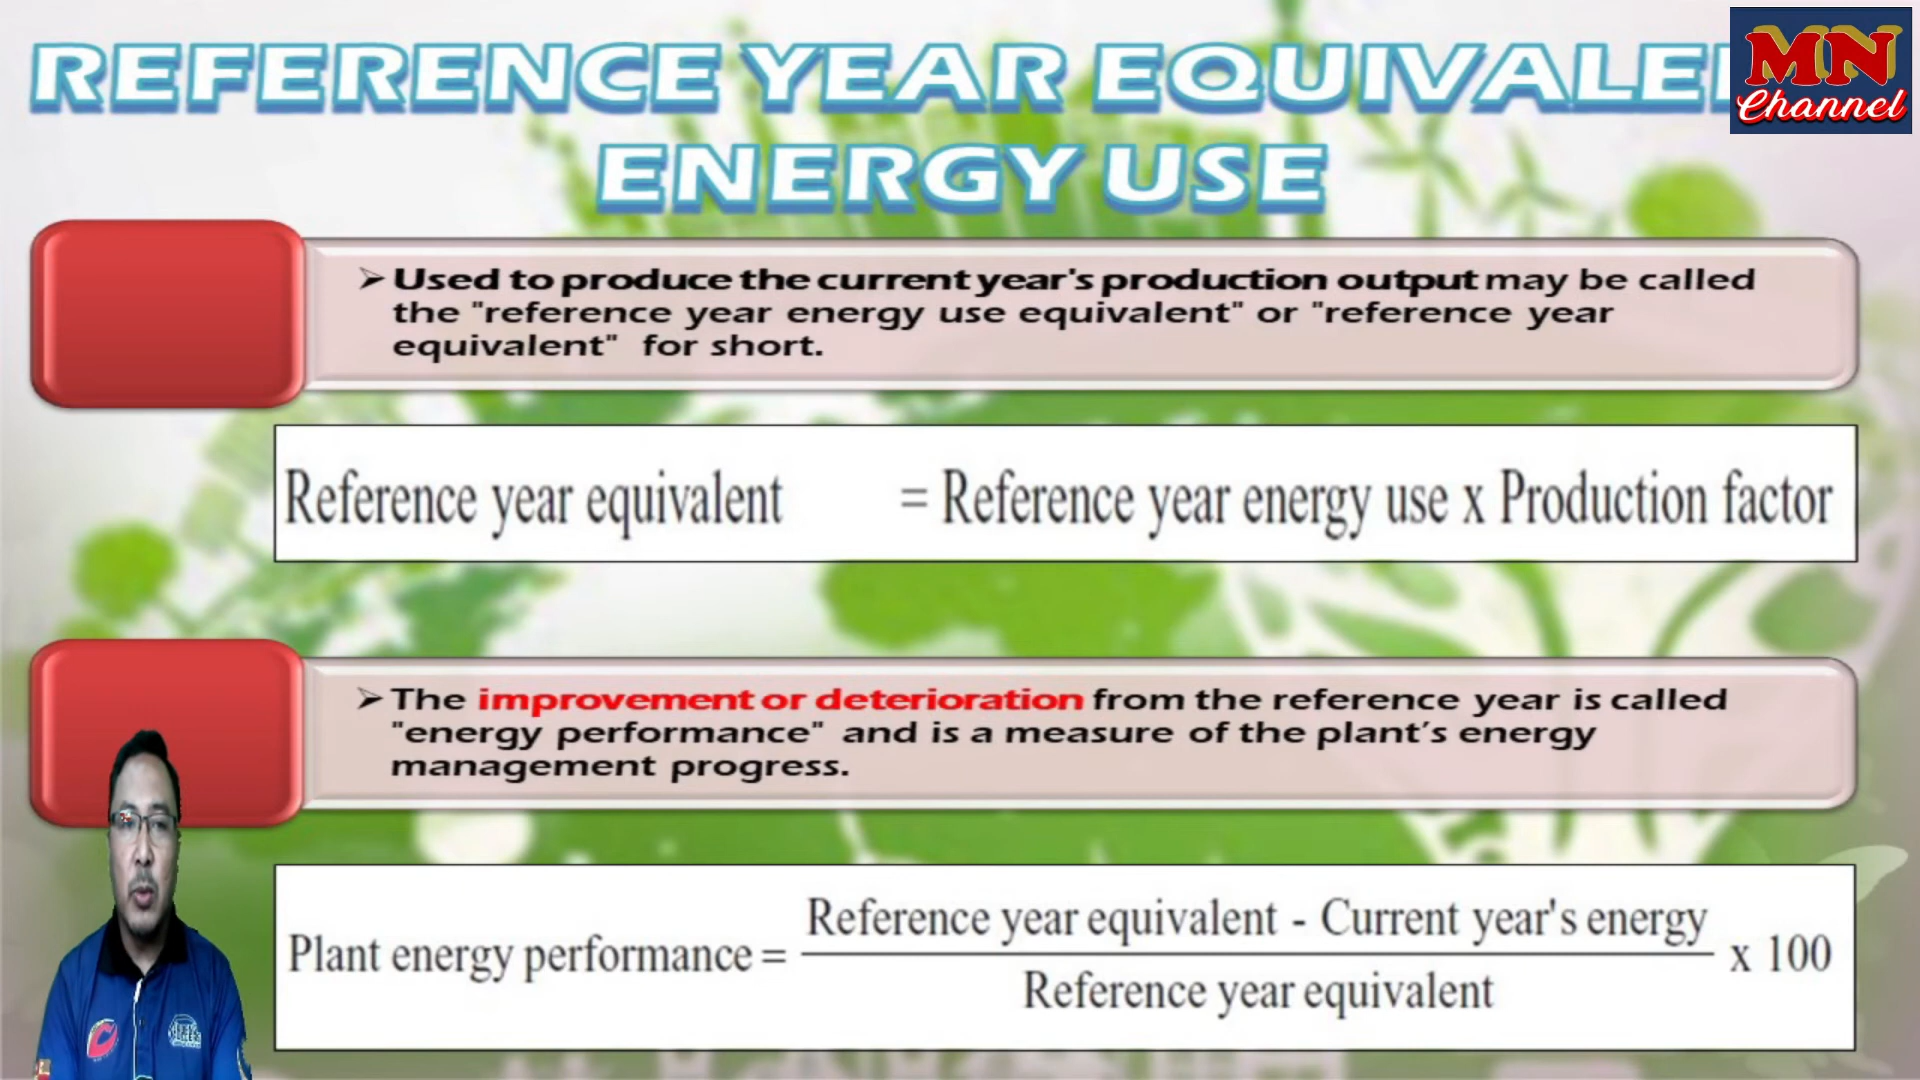 REFERENCE YEAR EQUIVALE
ENERGY USE
MN
Channel
➢ Used to produce the current year's production output may be called
the "reference year energy use equivalent" or "reference year
equivalent" for short.
Reference year equivalent = Reference year energy use x Production factor
➢ The improvement or deterioration from the reference year is called
"energy performance" and is a measure of the plant’s energy
management progress.
Reference year equivalent - Current year's energy
Plant energy performance = x 100
Reference year equivalent